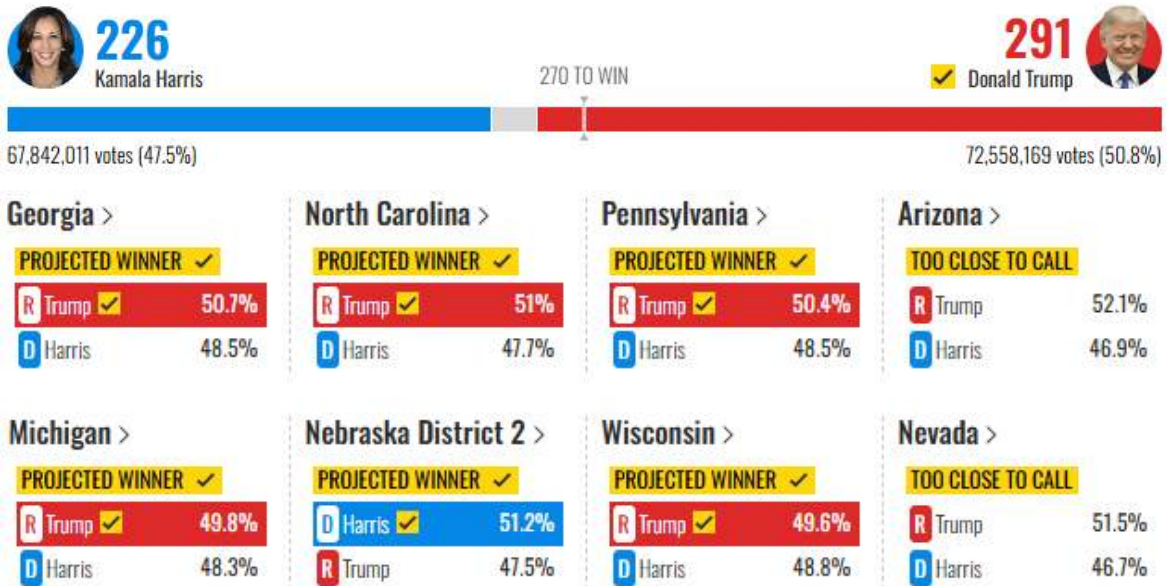 226
Kamala Harris
270 TO WIN
291
Donald Trump
67,842,011 votes (47.5%)
72,558,169 votes (50.8%)
Georgia >
PROJECTED WINNER ✓
R Trump ✓ 50.7%
D Harris 48.5%
North Carolina >
PROJECTED WINNER ✓
R Trump ✓ 51%
D Harris 47.7%
Pennsylvania >
PROJECTED WINNER ✓
R Trump ✓ 50.4%
D Harris 48.5%
Arizona >
TOO CLOSE TO CALL
R Trump 52.1%
D Harris 46.9%
Michigan >
PROJECTED WINNER ✓
R Trump ✓ 49.8%
D Harris 48.3%
Nebraska District 2 >
PROJECTED WINNER ✓
D Harris ✓ 51.2%
R Trump 47.5%
Wisconsin >
PROJECTED WINNER ✓
R Trump ✓ 49.6%
D Harris 48.8%
Nevada >
TOO CLOSE TO CALL
R Trump 51.5%
D Harris 46.7%